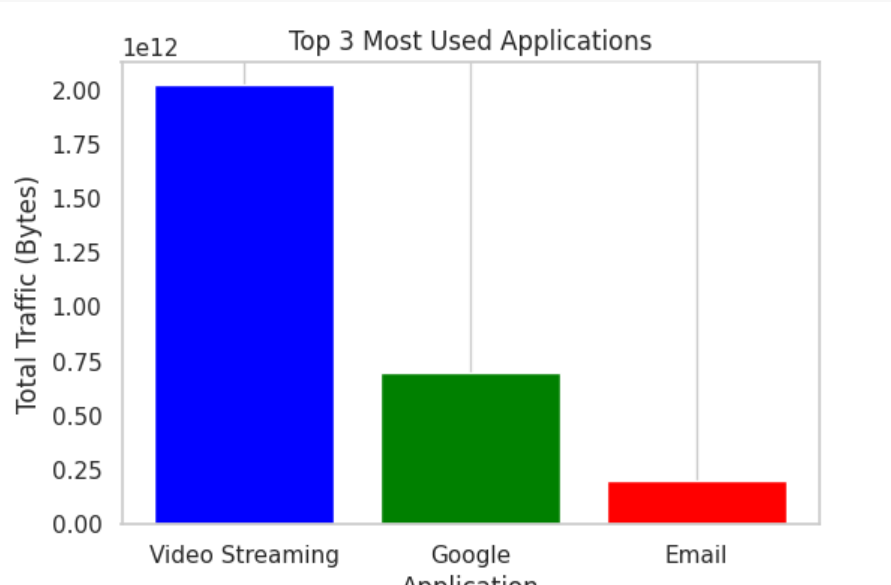 Top 3 Most Used Applications
1e12
2.00
1.75
1.50
1.25
1.00
0.75
0.50
0.25
0.00
Total Traffic (Bytes)
Video Streaming
Google
Email
Application